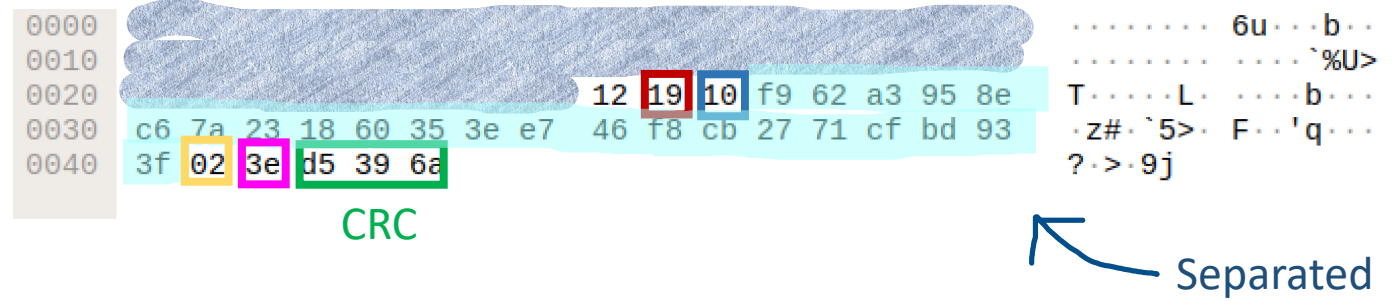 0000 ········ 6u···b··
0010 ········ ····`%U>
0020 12 19 10 f9 62 a3 95 8e T·····L· ····b···
0030 c6 7a 23 18 60 35 3e e7 46 f8 cb 27 71 cf bd 93 ·z#·`5>· F··'q···
0040 3f 02 3e d5 39 6a ?·>·9j
CRC
Separated